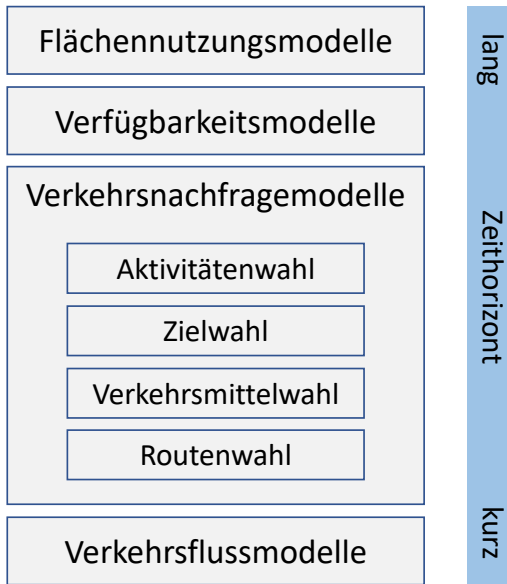 Flächennutzungsmodelle
Verfügbarkeitsmodelle
Verkehrsnachfragemodelle
Aktivitätenwahl
Zielwahl
Verkehrsmittelwahl
Routenwahl
Verkehrsflussmodelle
lang
Zeithorizont
kurz